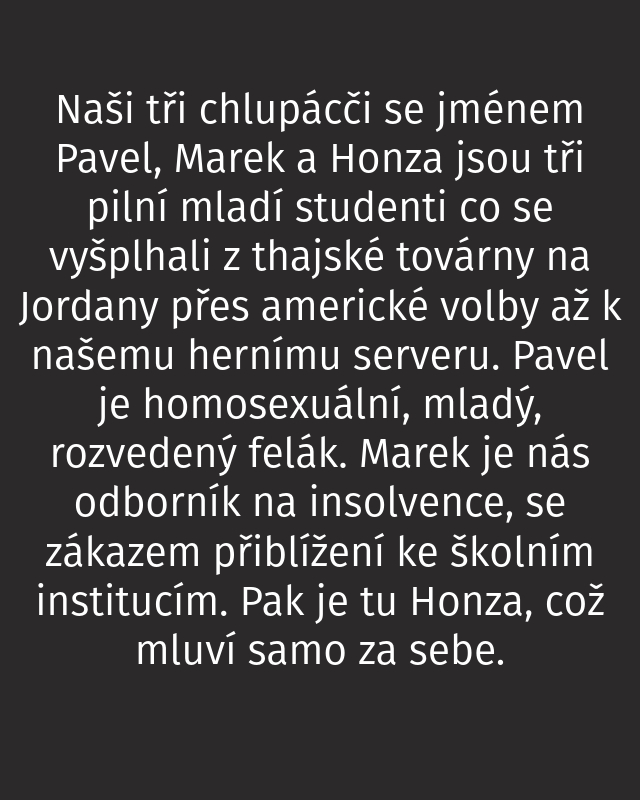 Naši tři chlupácči se jménem
Pavel, Marek a Honza jsou tři
pilní mladí studenti co se
vyšplhali z thajské továrny na
Jordany přes americké volby až k
našemu hernímu serveru. Pavel
je homosexuální, mladý,
rozvedený felák. Marek je nás
odborník na insolvence, se
zákazem přiblížení ke školním
institucím. Pak je tu Honza, což
mluví samo za sebe.